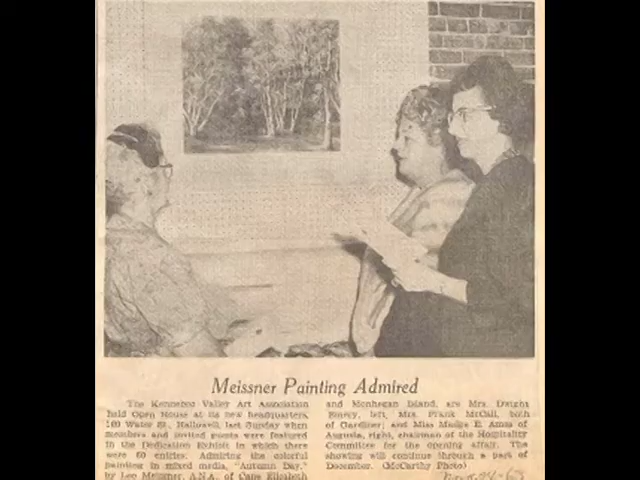 Meissner Painting Admired
The Kennebec Valley Art Association
held Open House at its new headquarters,
160 Water St., Hallowell, last Sunday when
members and invited guests were featured
in the Dedication Exhibit in which there
were 60 entries. Admiring the colorful
painting in mixed media, "Autumn Day,"
by Leo Meissner, A.N.A. of Cape Elizabeth
and Monhegan Island, are Mrs. Dwight
left, Mrs. Frank McCall, both
of Gardiner; and Miss Madge E. Ames of
Augusta, right, chairman of the Hospitality
Committee for the opening affair. The
showing will continue through a part of
December. (McCarthy Photo)
Nov. 24-63